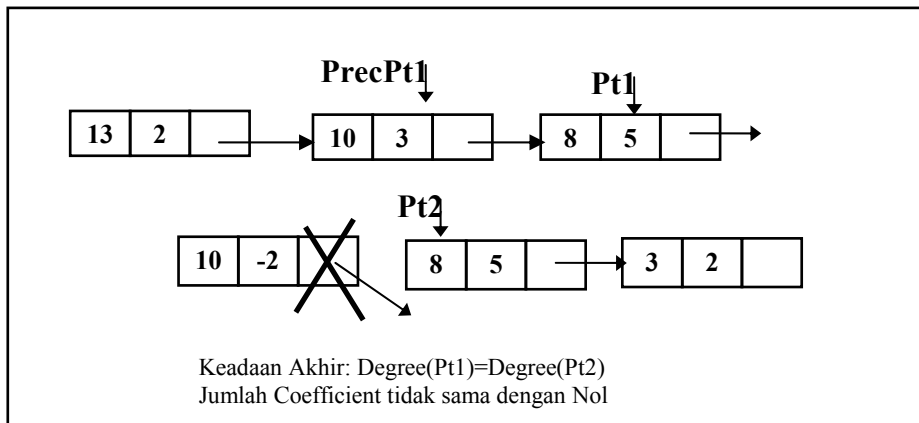 PrecPt1
Pt1
13 2
10 3
8 5
Pt2
10 -2
8 5
3 2
Keadaan Akhir: Degree(Pt1)=Degree(Pt2)
Jumlah Coefficient tidak sama dengan Nol